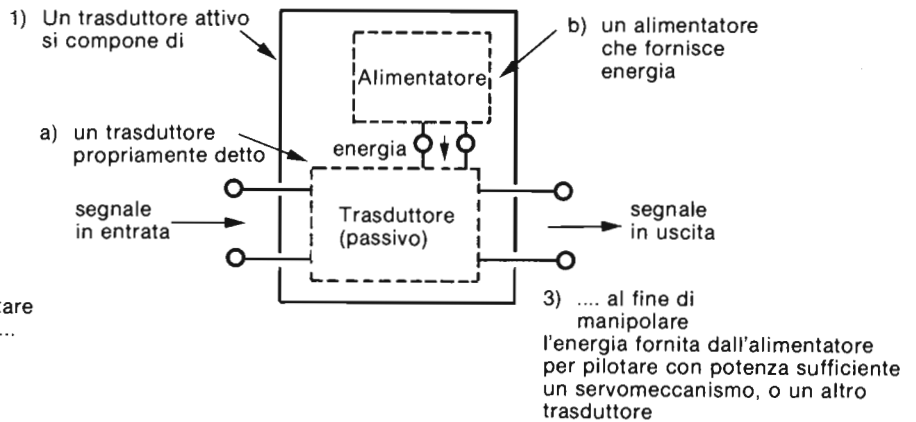 1) Un trasduttore attivo
si compone di
b) un alimentatore
che fornisce
energia
Alimentatore
a) un trasduttore
propriamente detto
energia
segnale
in entrata
Trasduttore
(passivo)
segnale
in uscita
3) .... al fine di
manipolare
l'energia fornita dall'alimentatore
per pilotare con potenza sufficiente
un servomeccanismo, o un altro
trasduttore